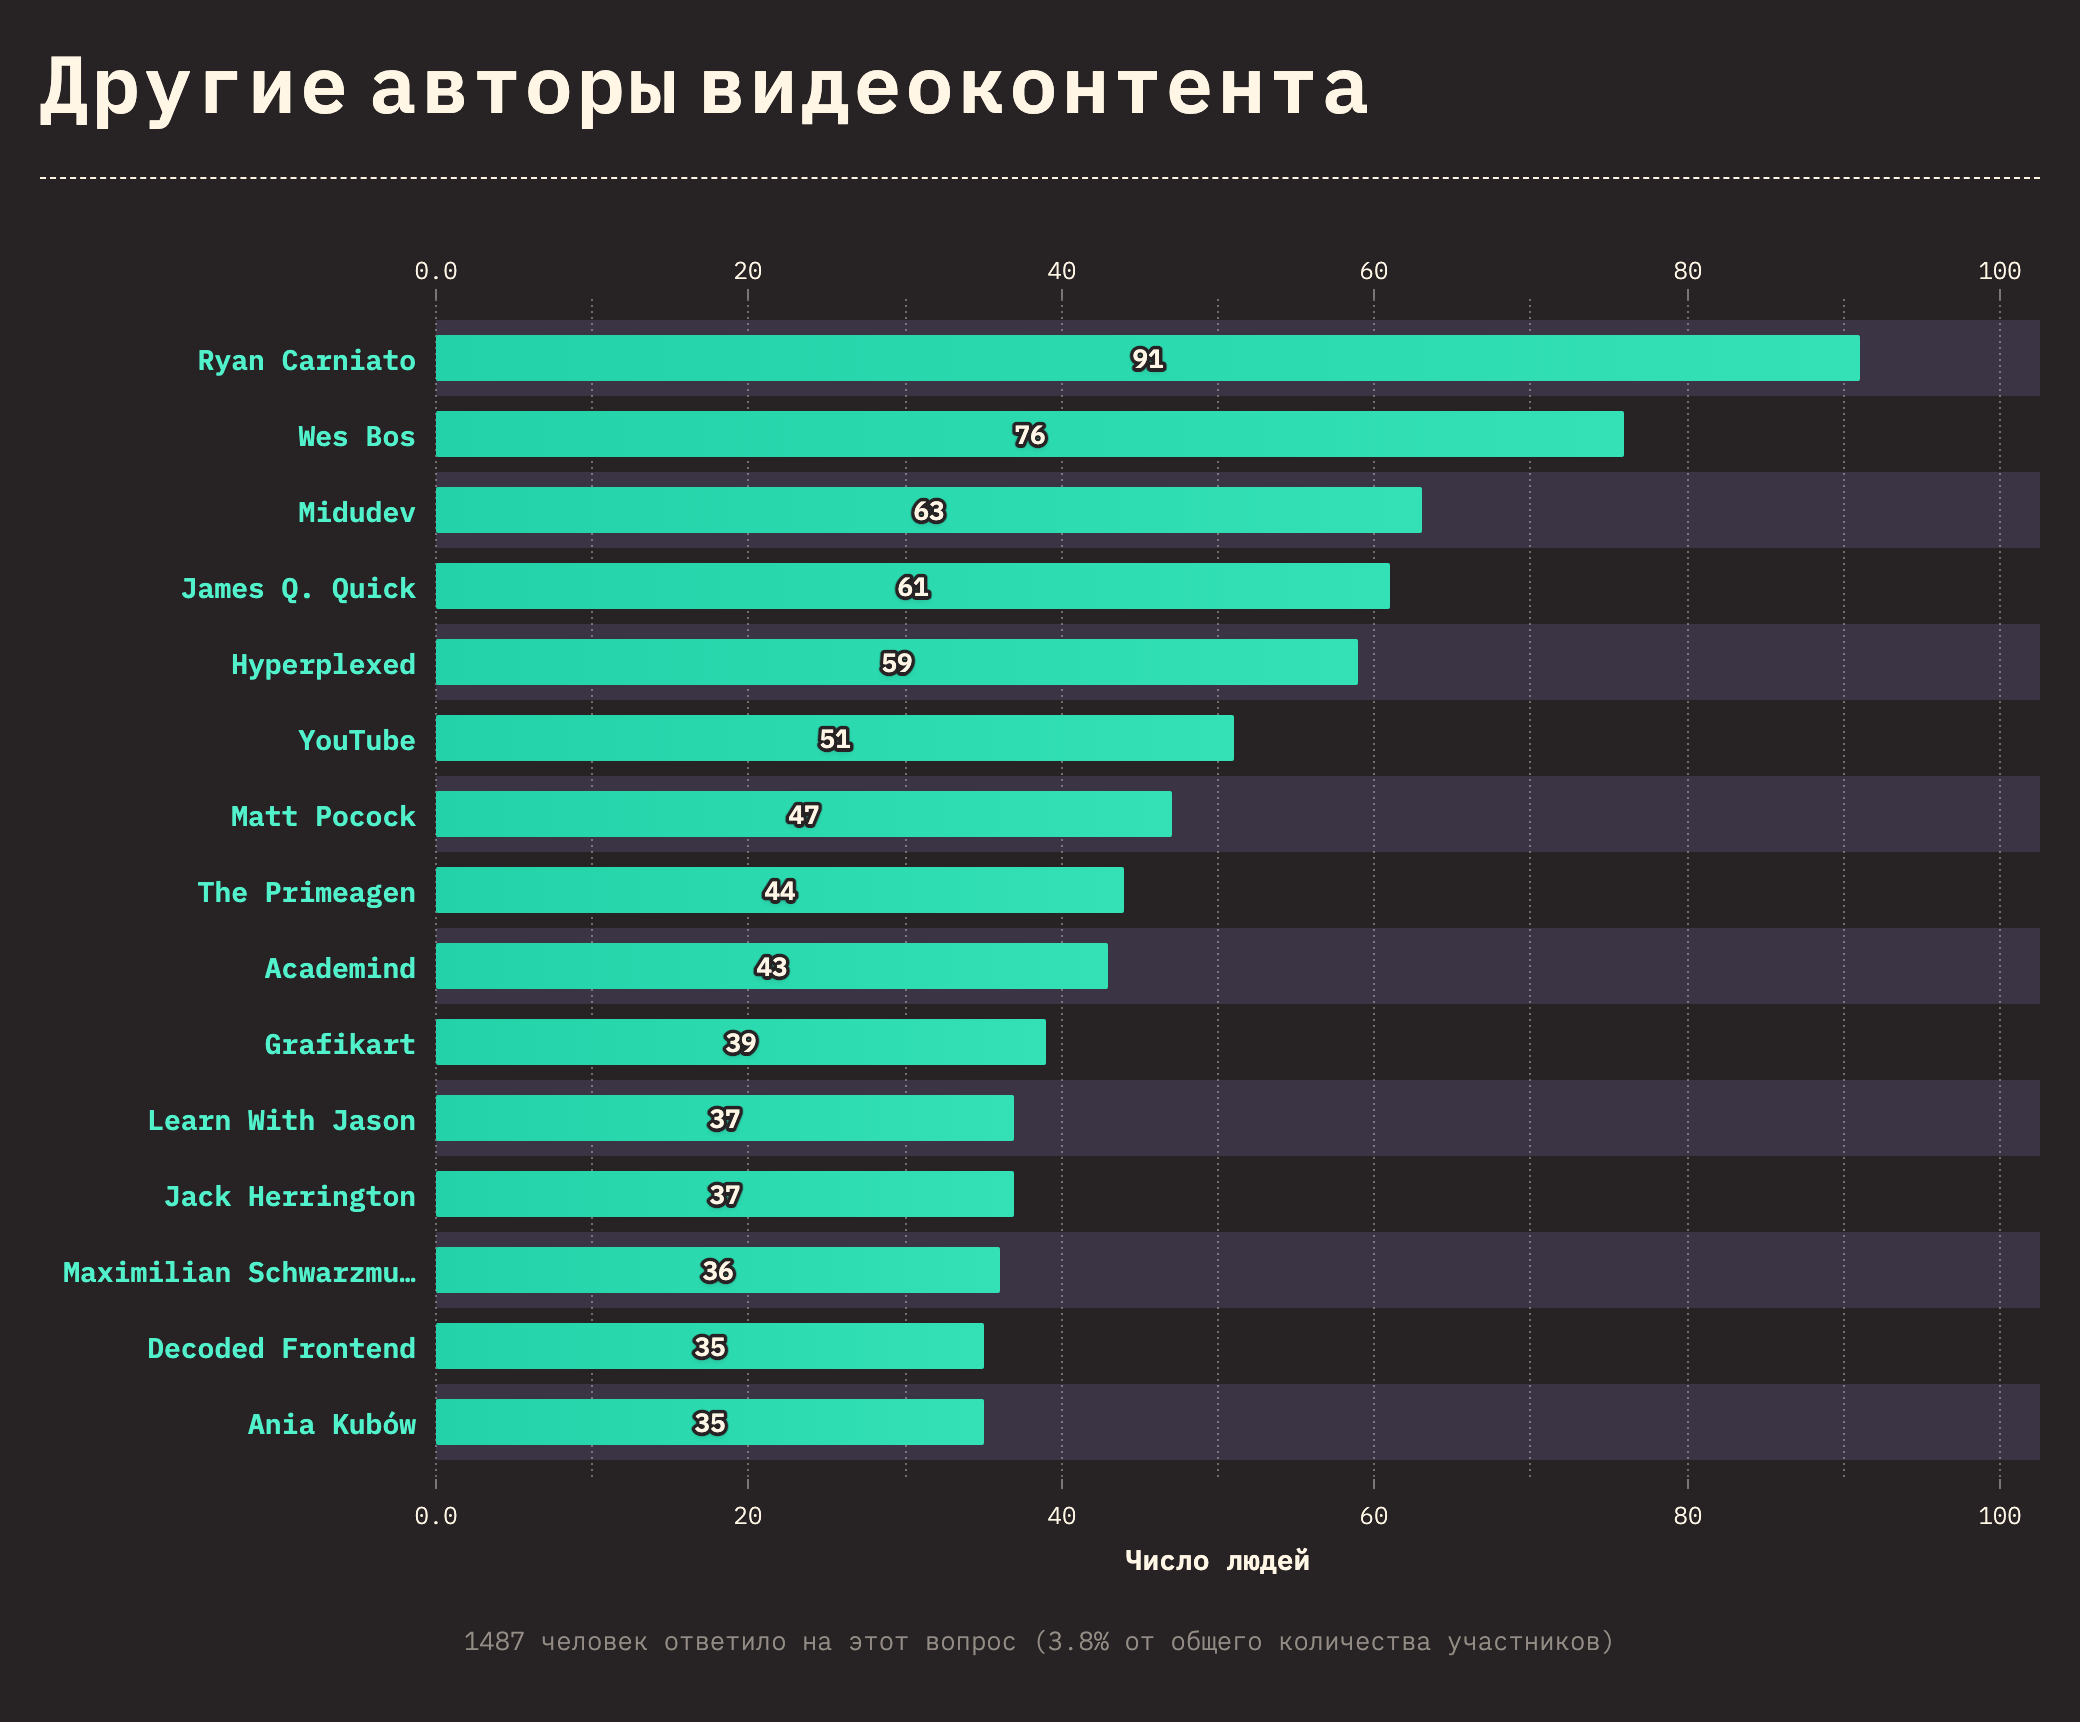 Другие авторы видеоконтента
0.0 20 40 60 80 100
Ryan Carniato 91
Wes Bos 76
Midudev 63
James Q. Quick 61
Hyperplexed 59
YouTube 51
Matt Pocock 47
The Primeagen 44
Academind 43
Grafikart 39
Learn With Jason 37
Jack Herrington 37
Maximilian Schwarzmu… 36
Decoded Frontend 35
Ania Kubów 35
0.0 20 40 60 80 100
Число людей
1487 человек ответило на этот вопрос (3.8% от общего количества участников)